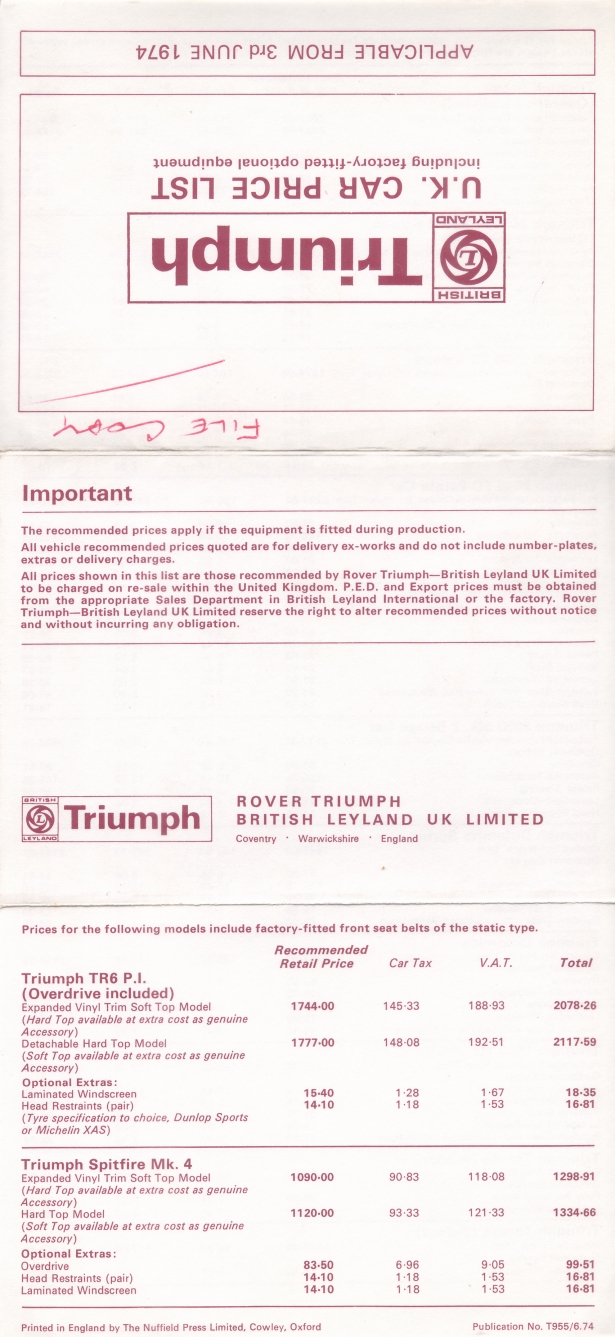 APPLICABLE FROM 3rd JUNE 1974
FILE COPY
BRITISH
LEYLAND
Triumph
U.K. CAR PRICE LIST
including factory-fitted optional equipment
Important
The recommended prices apply if the equipment is fitted during production.
All vehicle recommended prices quoted are for delivery ex-works and do not include number-plates,
extras or delivery charges.
All prices shown in this list are those recommended by Rover Triumph—British Leyland UK Limited
to be charged on re-sale within the United Kingdom. P.E.D. and Export prices must be obtained
from the appropriate Sales Department in British Leyland International or the factory. Rover
Triumph—British Leyland UK Limited reserve the right to alter recommended prices without notice
and without incurring any obligation.
BRITISH
LEYLAND
Triumph
ROVER TRIUMPH
BRITISH LEYLAND UK LIMITED
Coventry · Warwickshire · England
Prices for the following models include factory-fitted front seat belts of the static type.
Recommended
Retail Price Car Tax V.A.T. Total
Triumph TR6 P.I.
(Overdrive included)
Expanded Vinyl Trim Soft Top Model 1744·00 145·33 188·93 2078·26
(Hard Top available at extra cost as genuine
Accessory)
Detachable Hard Top Model 1777·00 148·08 192·51 2117·59
(Soft Top available at extra cost as genuine
Accessory)
Optional Extras:
Laminated Windscreen 15·40 1·28 1·67 18·35
Head Restraints (pair) 14·10 1·18 1·53 16·81
(Tyre specification to choice, Dunlop Sports
or Michelin XAS)
Triumph Spitfire Mk. 4
Expanded Vinyl Trim Soft Top Model 1090·00 90·83 118·08 1298·91
(Hard Top available at extra cost as genuine
Accessory)
Hard Top Model 1120·00 93·33 121·33 1334·66
(Soft Top available at extra cost as genuine
Accessory)
Optional Extras:
Overdrive 83·50 6·96 9·05 99·51
Head Restraints (pair) 14·10 1·18 1·53 16·81
Laminated Windscreen 14·10 1·18 1·53 16·81
Printed in England by The Nuffield Press Limited, Cowley, Oxford Publication No. T955/6.74